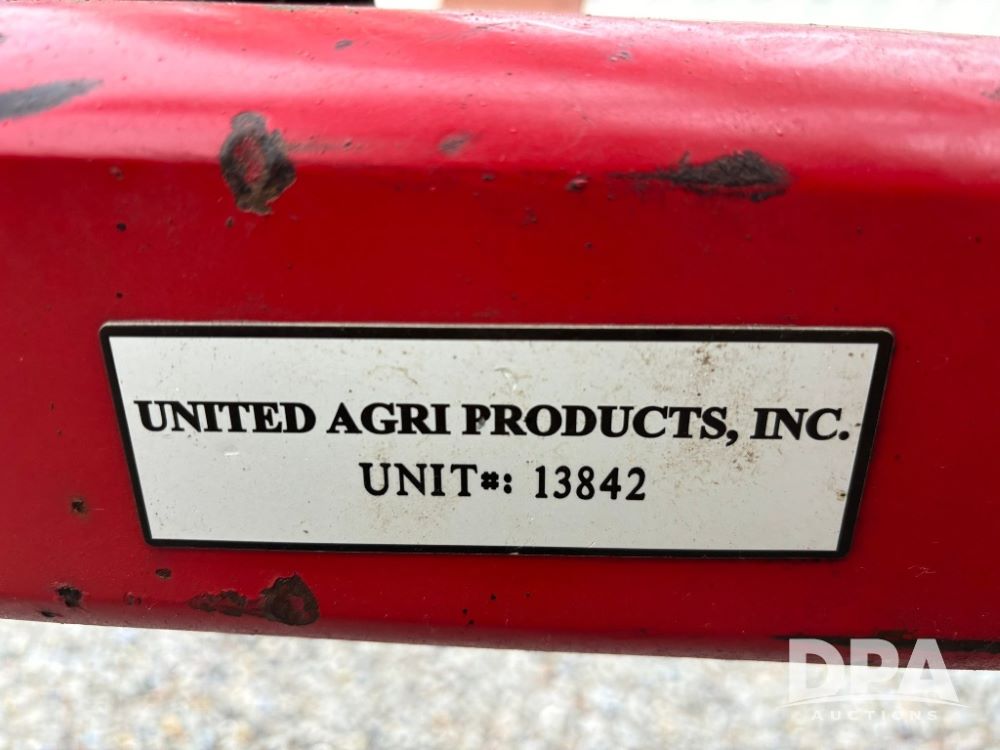 UNITED AGRI PRODUCTS, INC.
UNIT#: 13842
DPA
AUCTIONS